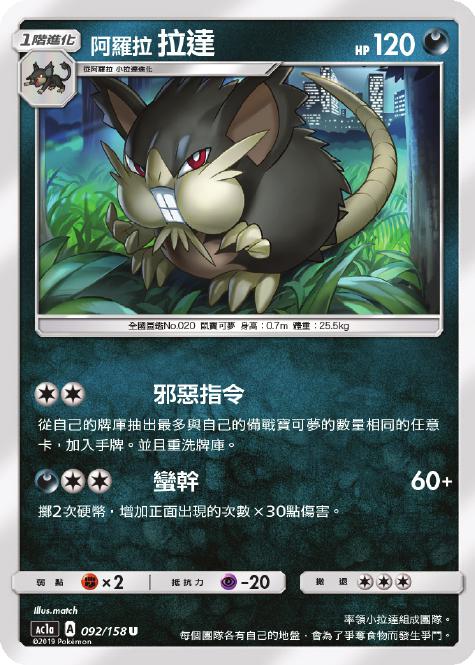 1階進化
阿羅拉 拉達
HP 120
從阿羅拉 小拉達進化
全國圖鑑No.020 鼠寶可夢 身高：0.7m 體重：25.5kg
邪惡指令
從自己的牌庫抽出最多與自己的備戰寶可夢的數量相同的任意
卡，加入手牌。並且重洗牌庫。
蠻幹 60+
擲2次硬幣，增加正面出現的次數×30點傷害。
弱點 ×2 抵抗力 -20 撤退
Illus.match
AC1a A 092/158 U
©2019 Pokémon
率領小拉達組成團隊。
每個團隊各有自己的地盤，會為了爭奪食物而發生爭鬥。